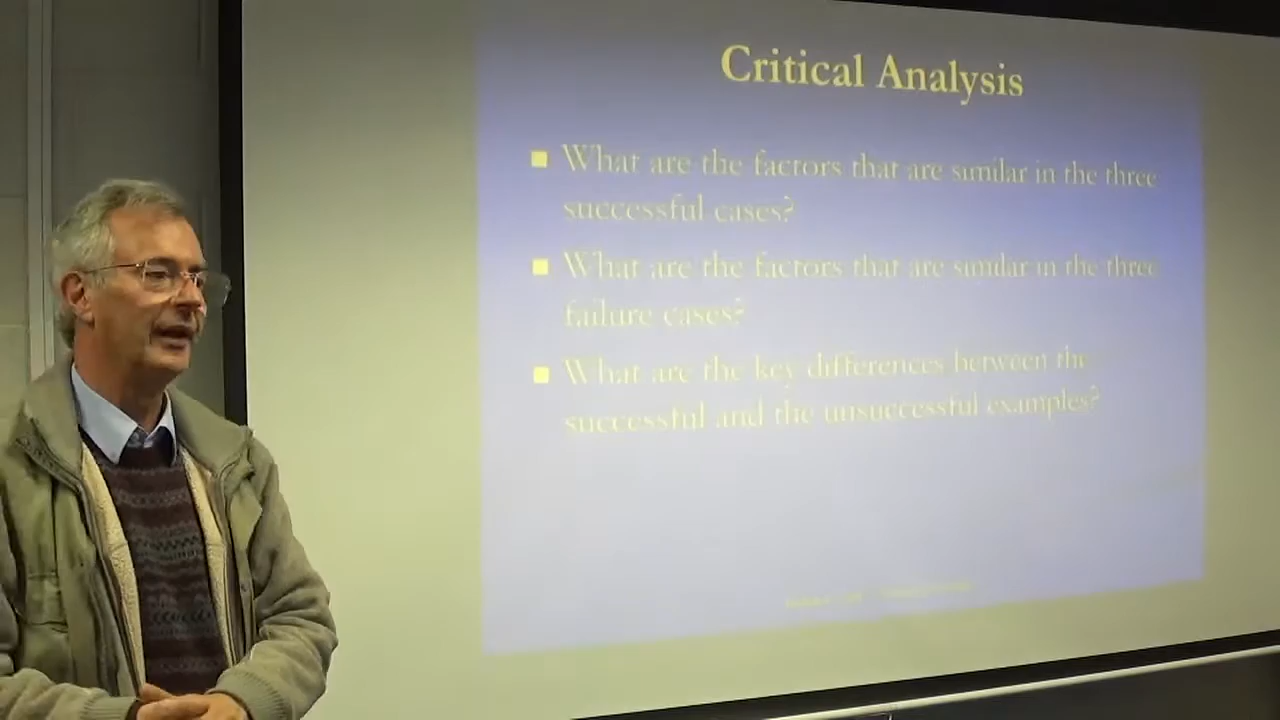 Critical Analysis
What are the factors that are similar in the three
successful cases?
What are the factors that are similar in the three
failure cases?
What are the key differences between the
successful and the unsuccessful examples?